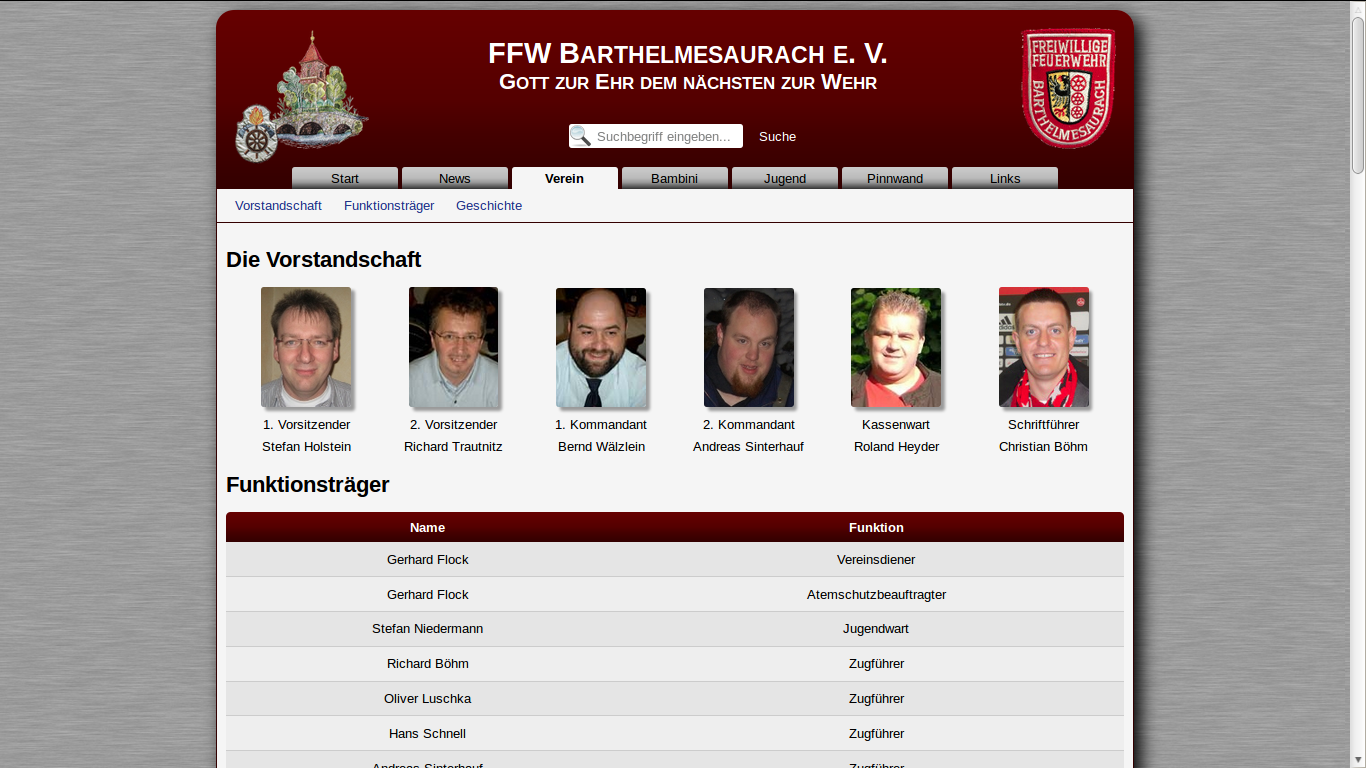 FFW BARTHELMESAURACH E. V.
GOTT ZUR EHR DEM NÄCHSTEN ZUR WEHR
FREIWILLIGE
FEUERWEHR
BARTHELMESAURACH
Suchbegriff eingeben... Suche
Start News Verein Bambini Jugend Pinnwand Links
Vorstandschaft Funktionsträger Geschichte
Die Vorstandschaft
1. Vorsitzender 2. Vorsitzender 1. Kommandant 2. Kommandant Kassenwart Schriftführer
Stefan Holstein Richard Trautnitz Bernd Wälzlein Andreas Sinterhauf Roland Heyder Christian Böhm
Funktionsträger
Name Funktion
Gerhard Flock Vereinsdiener
Gerhard Flock Atemschutzbeauftragter
Stefan Niedermann Jugendwart
Richard Böhm Zugführer
Oliver Luschka Zugführer
Hans Schnell Zugführer
Andreas Sinterhauf Zugführer